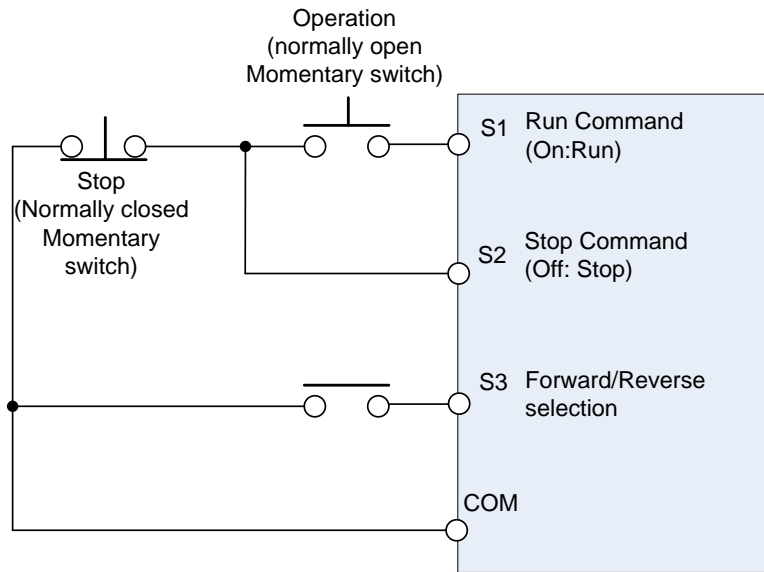 Operation
(normally open
Momentary switch)
Stop
(Normally closed
Momentary
switch)
S1 Run Command
(On:Run)
S2 Stop Command
(Off: Stop)
S3 Forward/Reverse
selection
COM